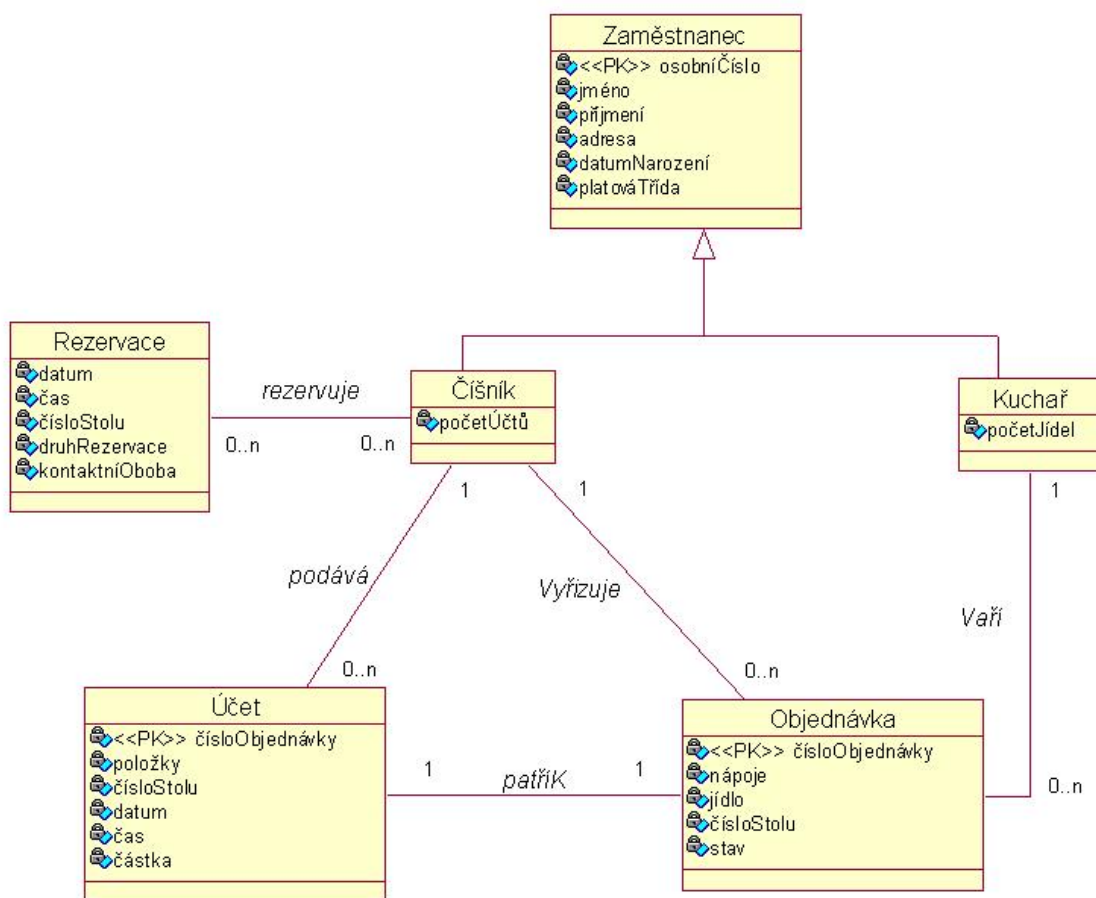 Zaměstnanec
<<PK>> osobníČíslo
jméno
příjmení
adresa
datumNarození
platováTřída
Rezervace
datum
čas
čísloStolu
druhRezervace
kontaktníOboba
rezervuje
0..n
0..n
Číšník
početÚčtů
Kuchař
početJídel
1
1
1
podává
Vyřizuje
Vaří
0..n
0..n
Účet
<<PK>> čísloObjednávky
položky
čísloStolu
datum
čas
částka
1
patříK
1
Objednávka
<<PK>> čísloObjednávky
nápoje
jídlo
čísloStolu
stav
0..n